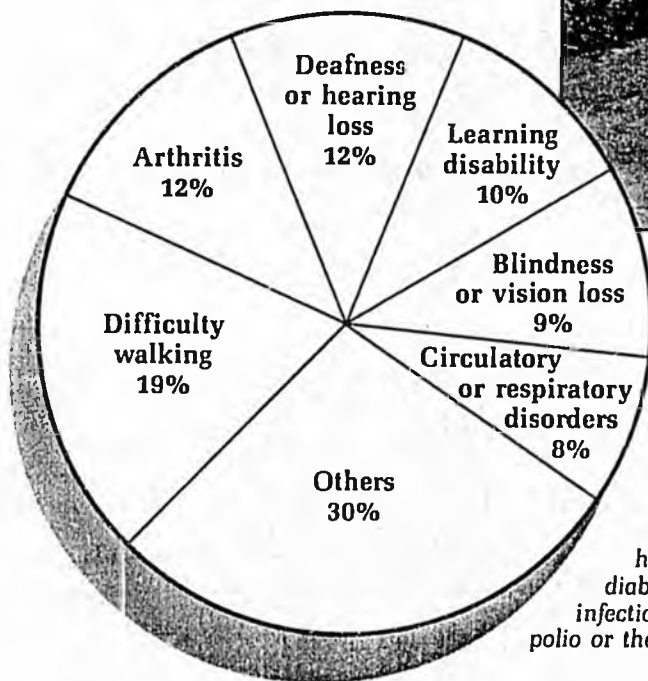 Deafness
or hearing
loss
12%
Learning
disability
10%
Arthritis
12%
Blindness
or vision loss
9%
Difficulty
walking
19%
Circulatory
or respiratory
disorders
8%
Others
30%
diab
infectio
polio or the